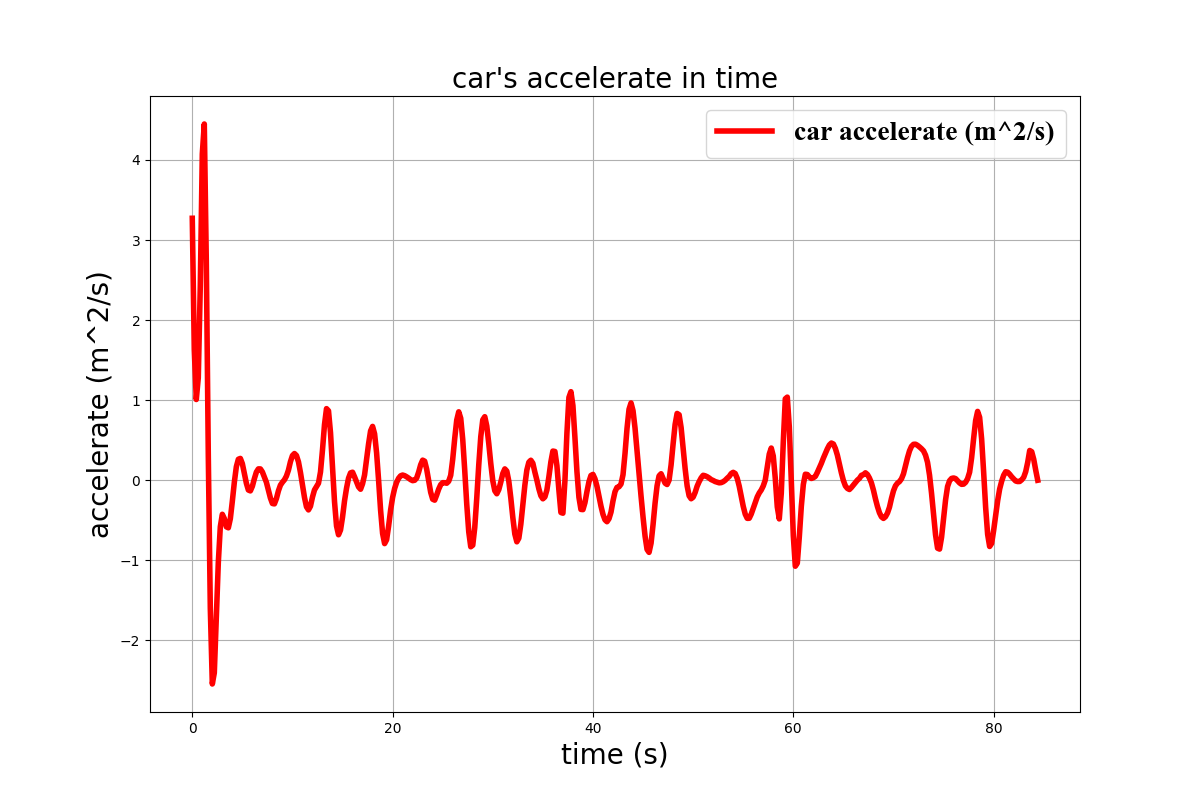 car's accelerate in time
car accelerate (m^2/s)
accelerate (m^2/s)
4
3
2
1
0
−1
−2
0 20 40 60 80
time (s)